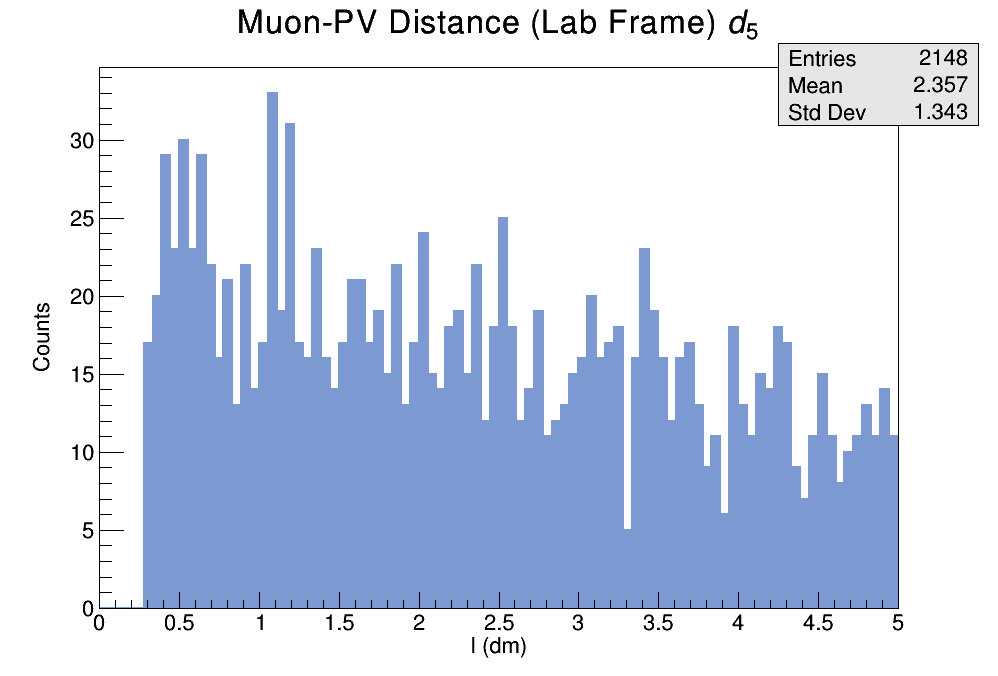 Muon-PV Distance (Lab Frame) d₅
Entries 2148
Mean 2.357
Std Dev 1.343
Counts
30
25
20
15
10
5
0
0 0.5 1 1.5 2 2.5 3 3.5 4 4.5 5
l (dm)